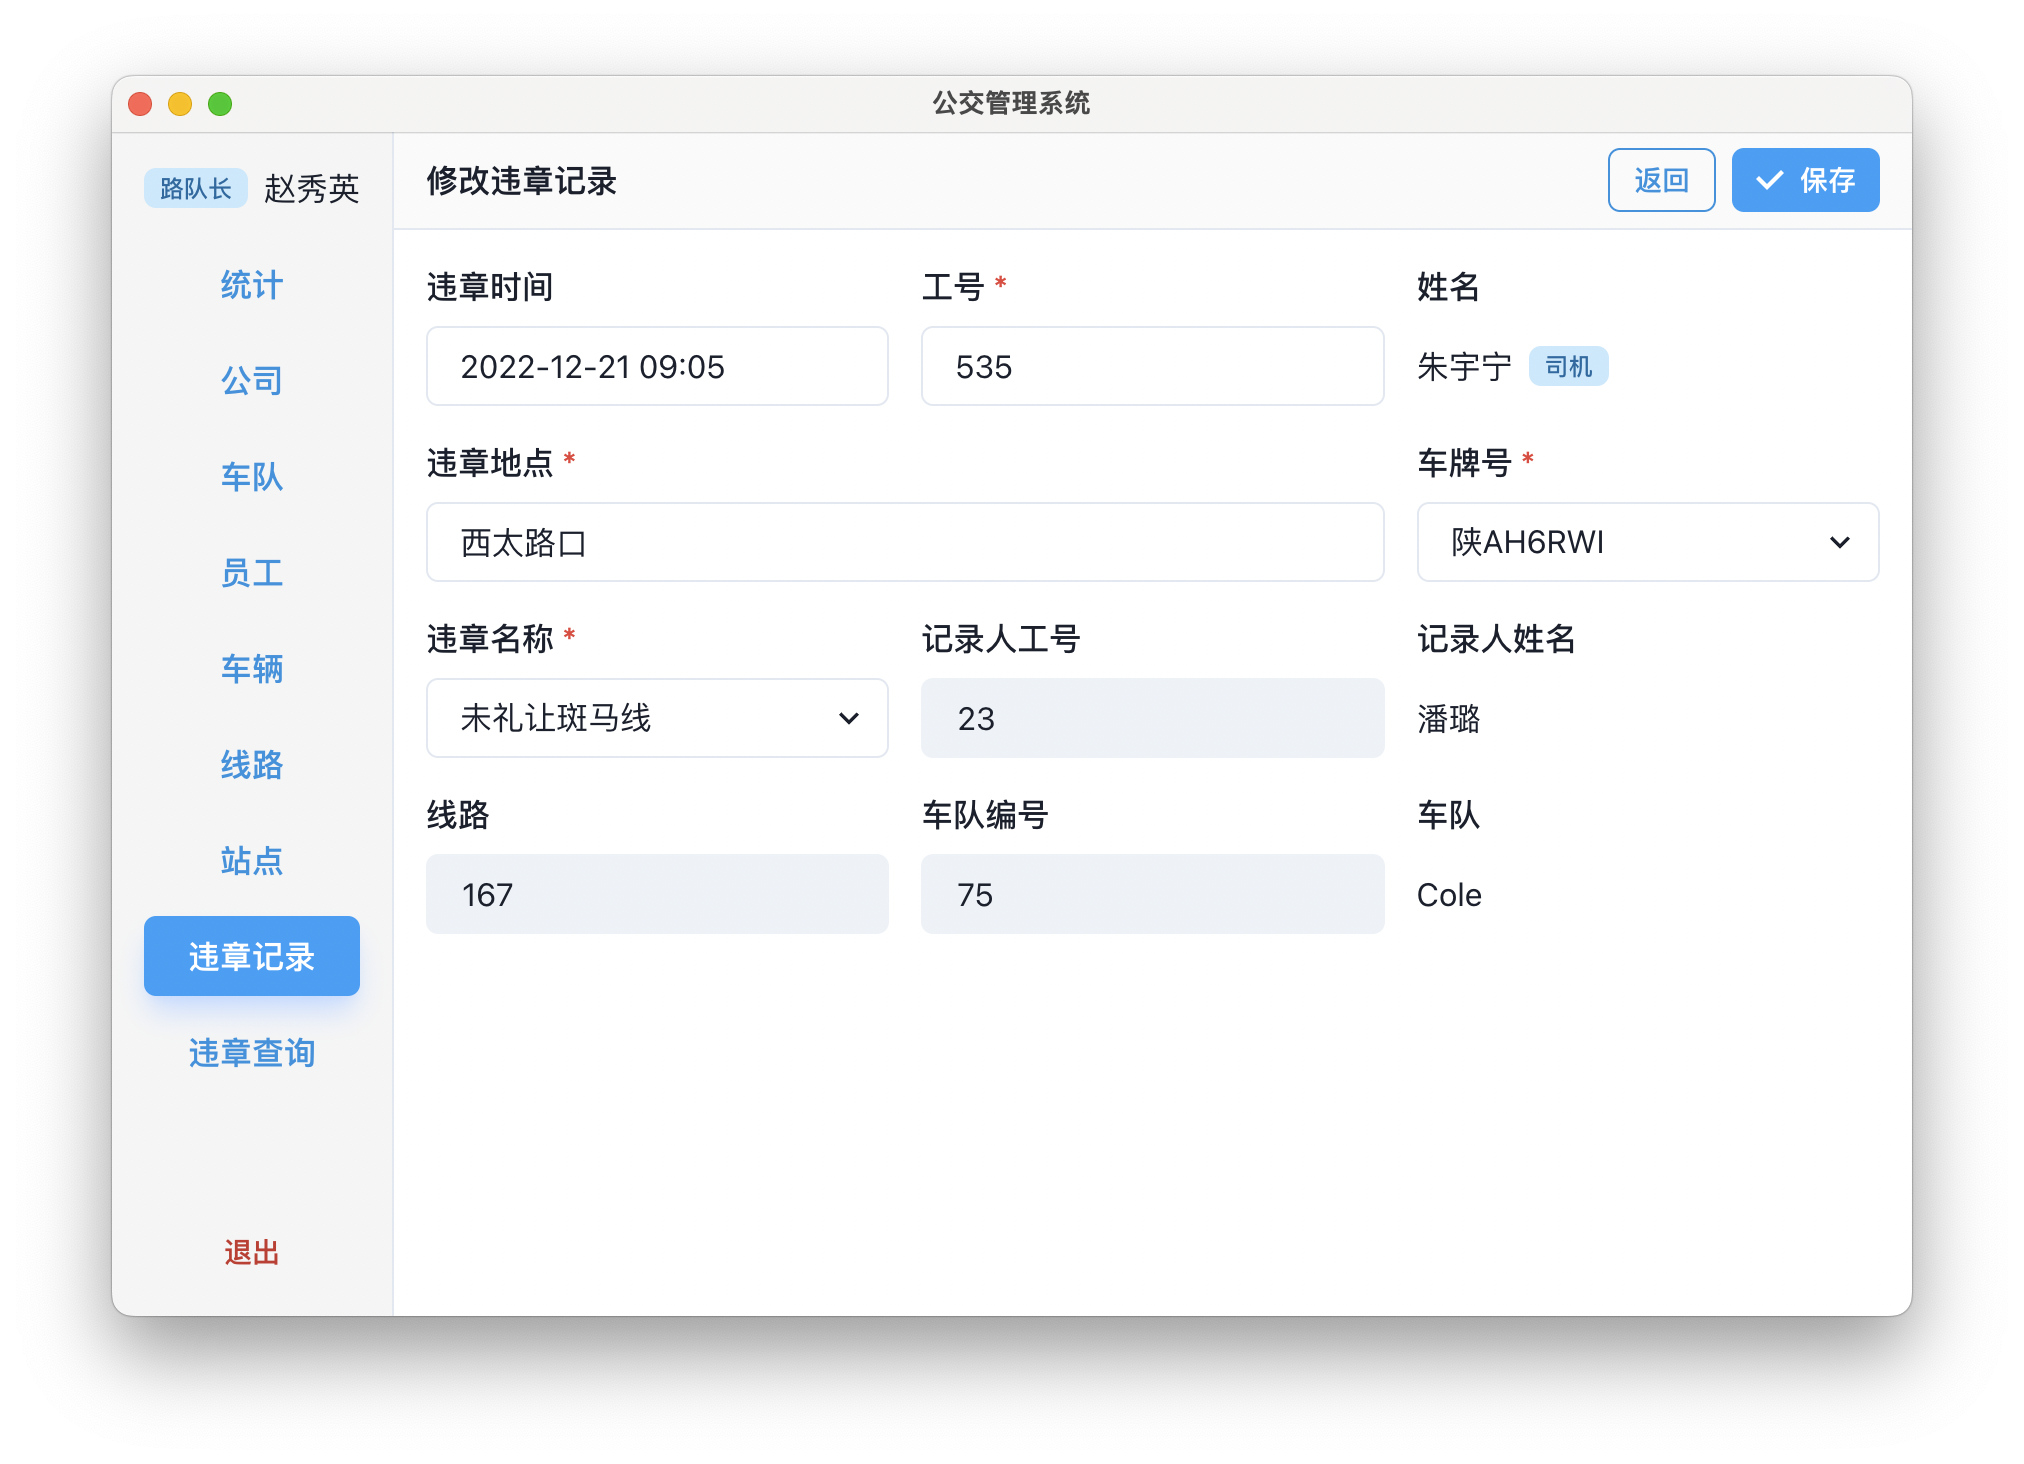 公交管理系统
路队长 赵秀英
统计
公司
车队
员工
车辆
线路
站点
违章记录
违章查询
退出
修改违章记录
返回
保存
违章时间
2022-12-21 09:05
工号 *
535
姓名
朱宇宁 司机
违章地点 *
西太路口
车牌号 *
陕AH6RWI
违章名称 *
未礼让斑马线
记录人工号
23
记录人姓名
潘璐
线路
167
车队编号
75
车队
Cole